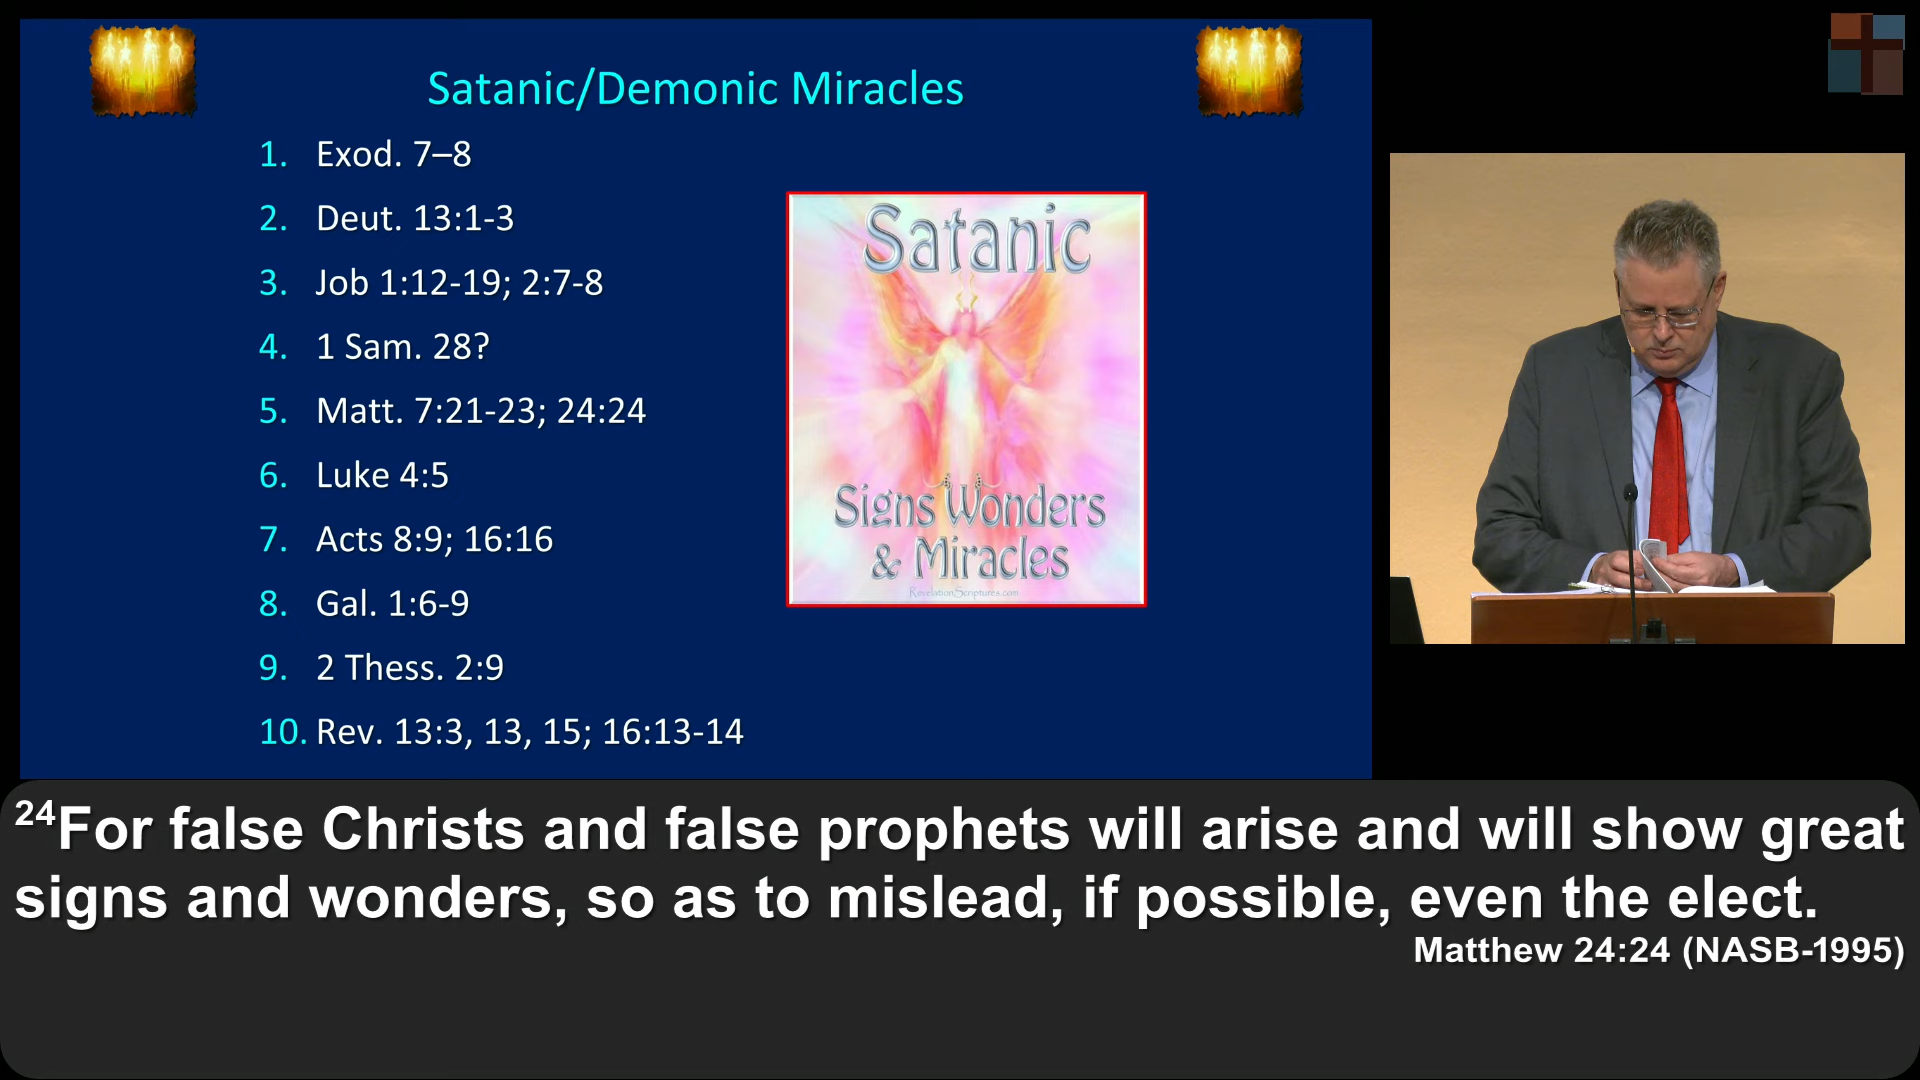 Satanic/Demonic Miracles
1. Exod. 7–8
2. Deut. 13:1-3
3. Job 1:12-19; 2:7-8
4. 1 Sam. 28?
5. Matt. 7:21-23; 24:24
6. Luke 4:5
7. Acts 8:9; 16:16
8. Gal. 1:6-9
9. 2 Thess. 2:9
10. Rev. 13:3, 13, 15; 16:13-14
Satanic
Signs Wonders
& Miracles
RevelationScriptures.com
24For false Christs and false prophets will arise and will show great
signs and wonders, so as to mislead, if possible, even the elect.
Matthew 24:24 (NASB-1995)